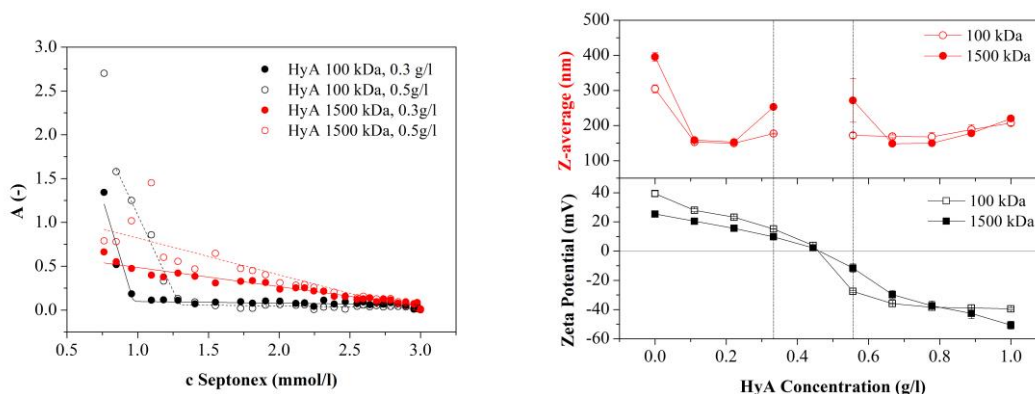 3.0
2.5
2.0
1.5
1.0
0.5
0.0
A (-)
HyA 100 kDa, 0.3 g/l
HyA 100 kDa, 0.5g/l
HyA 1500 kDa, 0.3g/l
HyA 1500 kDa, 0.5g/l
0.5 1.0 1.5 2.0 2.5 3.0
c Septonex (mmol/l)
500
400
300
200
100
Z-average (nm)
100 kDa
1500 kDa
40
20
0
-20
-40
-60
Zeta Potential (mV)
100 kDa
1500 kDa
0.0 0.2 0.4 0.6 0.8 1.0
HyA Concentration (g/l)